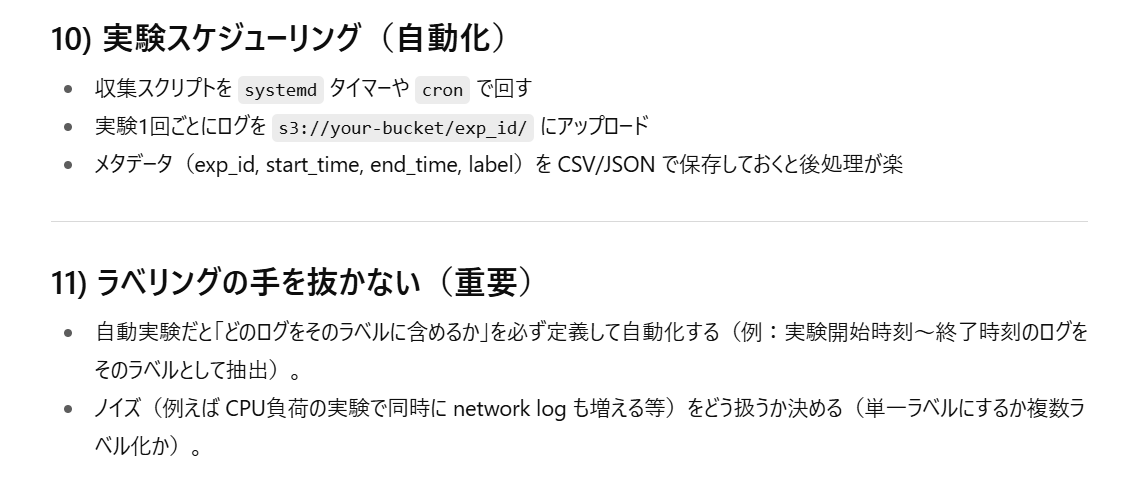 10) 実験スケジューリング（自動化）
収集スクリプトを systemd タイマーや cron で回す
実験1回ごとにログを s3://your-bucket/exp_id/ にアップロード
メタデータ（exp_id, start_time, end_time, label）を CSV/JSON で保存しておくと後処理が楽
11) ラベリングの手を抜かない（重要）
自動実験だと「どのログをそのラベルに含めるか」を必ず定義して自動化する（例：実験開始時刻〜終了時刻のログを
そのラベルとして抽出）。
ノイズ（例えば CPU負荷の実験で同時に network log も増える等）をどう扱うか決める（単一ラベルにするか複数ラ
ベル化か）。